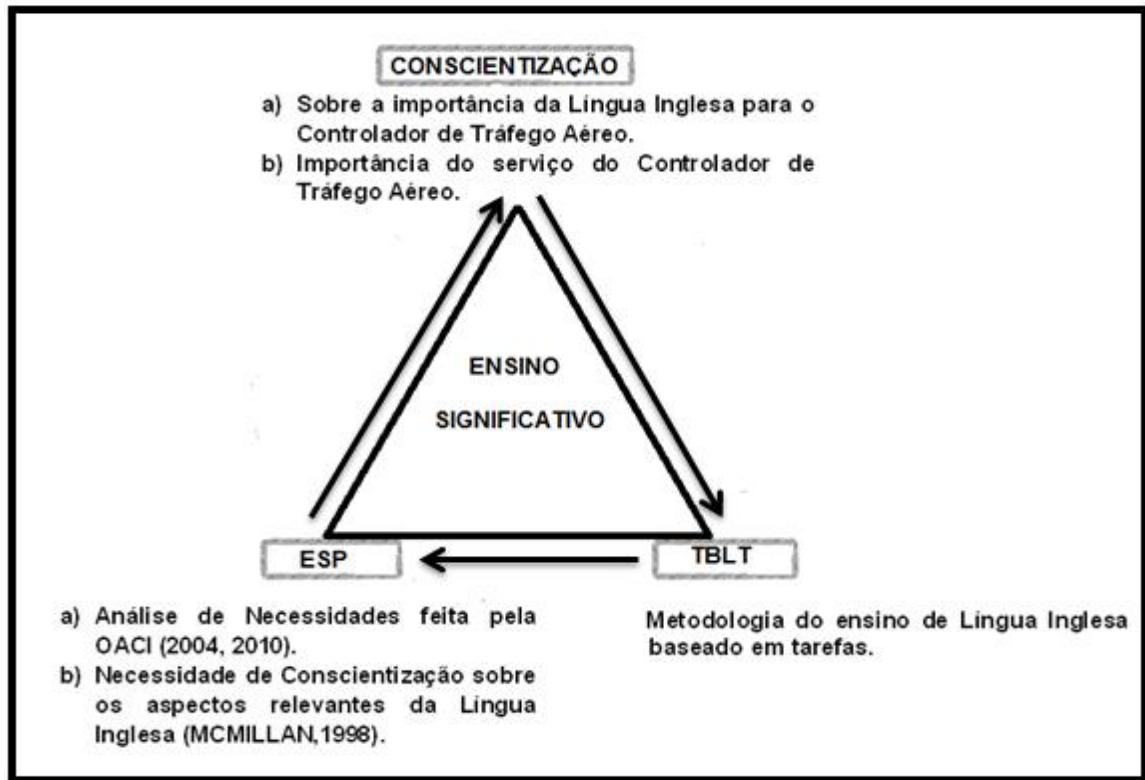 CONSCIENTIZAÇÃO
a) Sobre a importância da Língua Inglesa para o
Controlador de Tráfego Aéreo.
b) Importância do serviço do Controlador de
Tráfego Aéreo.
ENSINO
SIGNIFICATIVO
ESP
TBLT
a) Análise de Necessidades feita pela
OACI (2004, 2010).
b) Necessidade de Conscientização sobre
os aspectos relevantes da Língua
Inglesa (MCMILLAN,1998).
Metodologia do ensino de Língua Inglesa
baseado em tarefas.